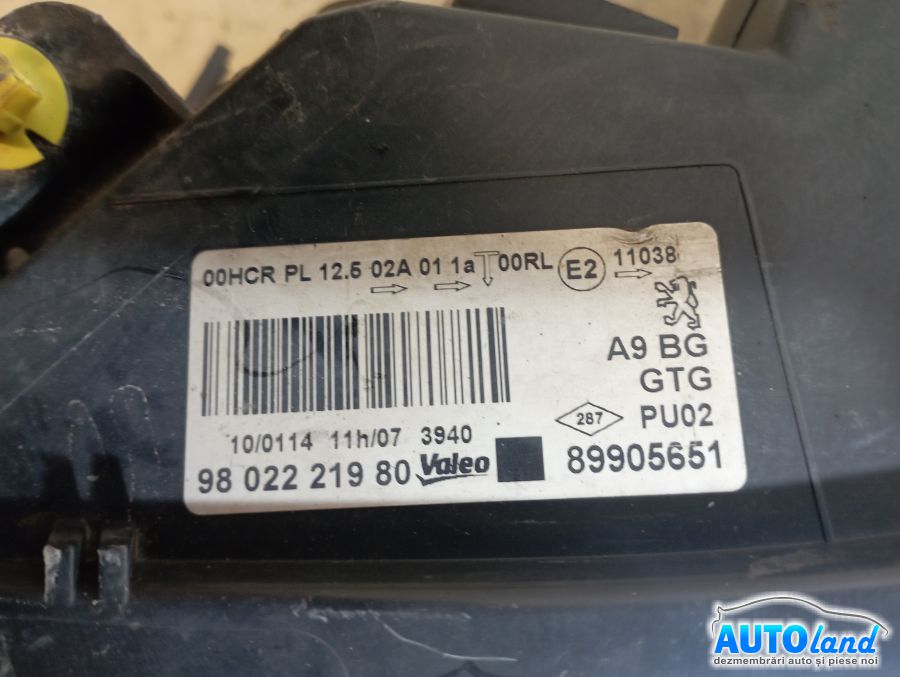 00HCR PL 12.5 02A 01 1a 00RL E2 11038
A9 BG
GTG
287 PU02
10/0114 11h/07 3940
98 022 219 80 Valeo 89905651
AUTOland
dezmembrări auto și piese noi